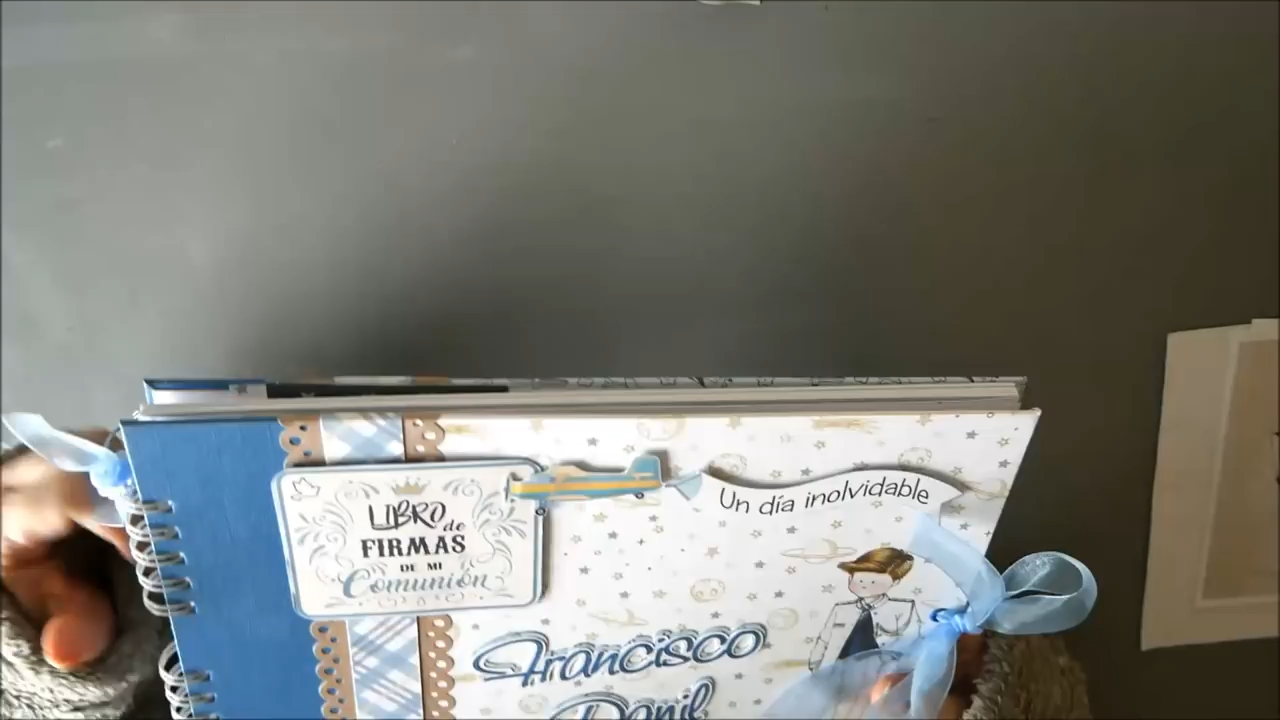 Un día inolvidable
LIBRO de
FIRMAS
DE MI
Comunión
Francisco